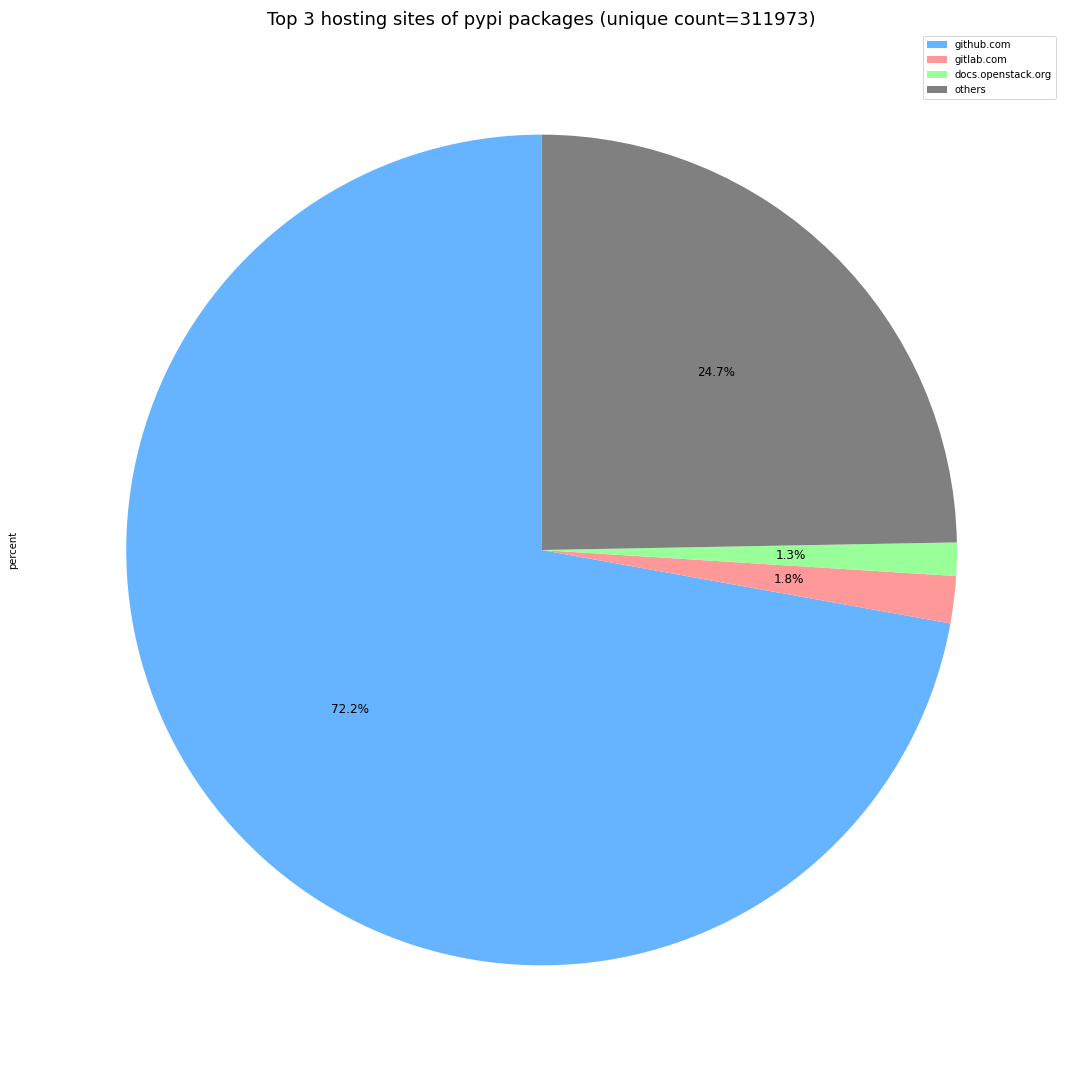 Top 3 hosting sites of pypi packages (unique count=311973)
github.com
gitlab.com
docs.openstack.org
others
24.7%
1.3%
1.8%
percent
72.2%